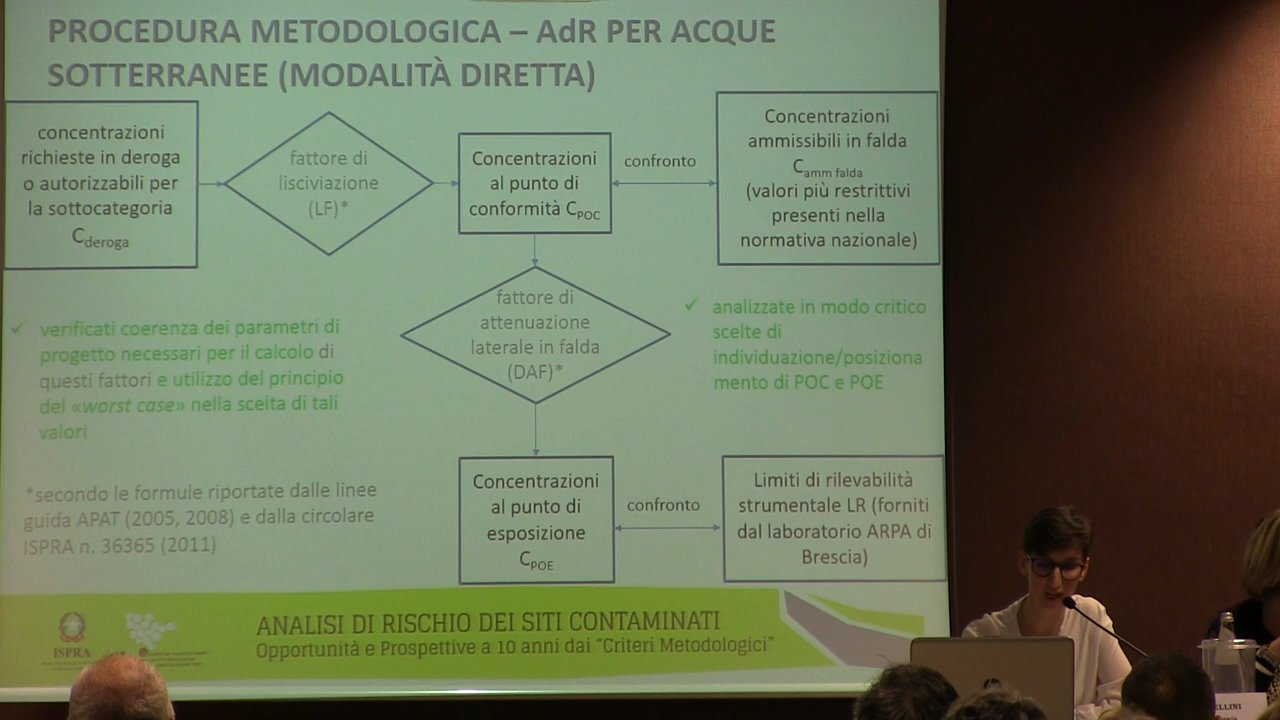 PROCEDURA METODOLOGICA – AdR PER ACQUE
SOTTERRANEE (MODALITÀ DIRETTA)
concentrazioni
richieste in deroga
o autorizzabili per
la sottocategoria
Cderoga
fattore di
lisciviazione
(LF)*
Concentrazioni
al punto di
conformità CPOC
confronto
Concentrazioni
ammissibili in falda
Camm falda
(valori più restrittivi
presenti nella
normativa nazionale)
fattore di
attenuazione
laterale in falda
(DAF)*
✓ verificati coerenza dei parametri di
progetto necessari per il calcolo di
questi fattori e utilizzo del principio
del «worst case» nella scelta di tali
valori
✓ analizzate in modo critico
scelte di
individuazione/posiziona
mento di POC e POE
*secondo le formule riportate dalle linee
guida APAT (2005, 2008) e dalla circolare
ISPRA n. 36365 (2011)
Concentrazioni
al punto di
esposizione
CPOE
confronto
Limiti di rilevabilità
strumentale LR (forniti
dal laboratorio ARPA di
Brescia)
ISPRA
ANALISI DI RISCHIO DEI SITI CONTAMINATI
Opportunità e Prospettive a 10 anni dai "Criteri Metodologici"
ELLINI